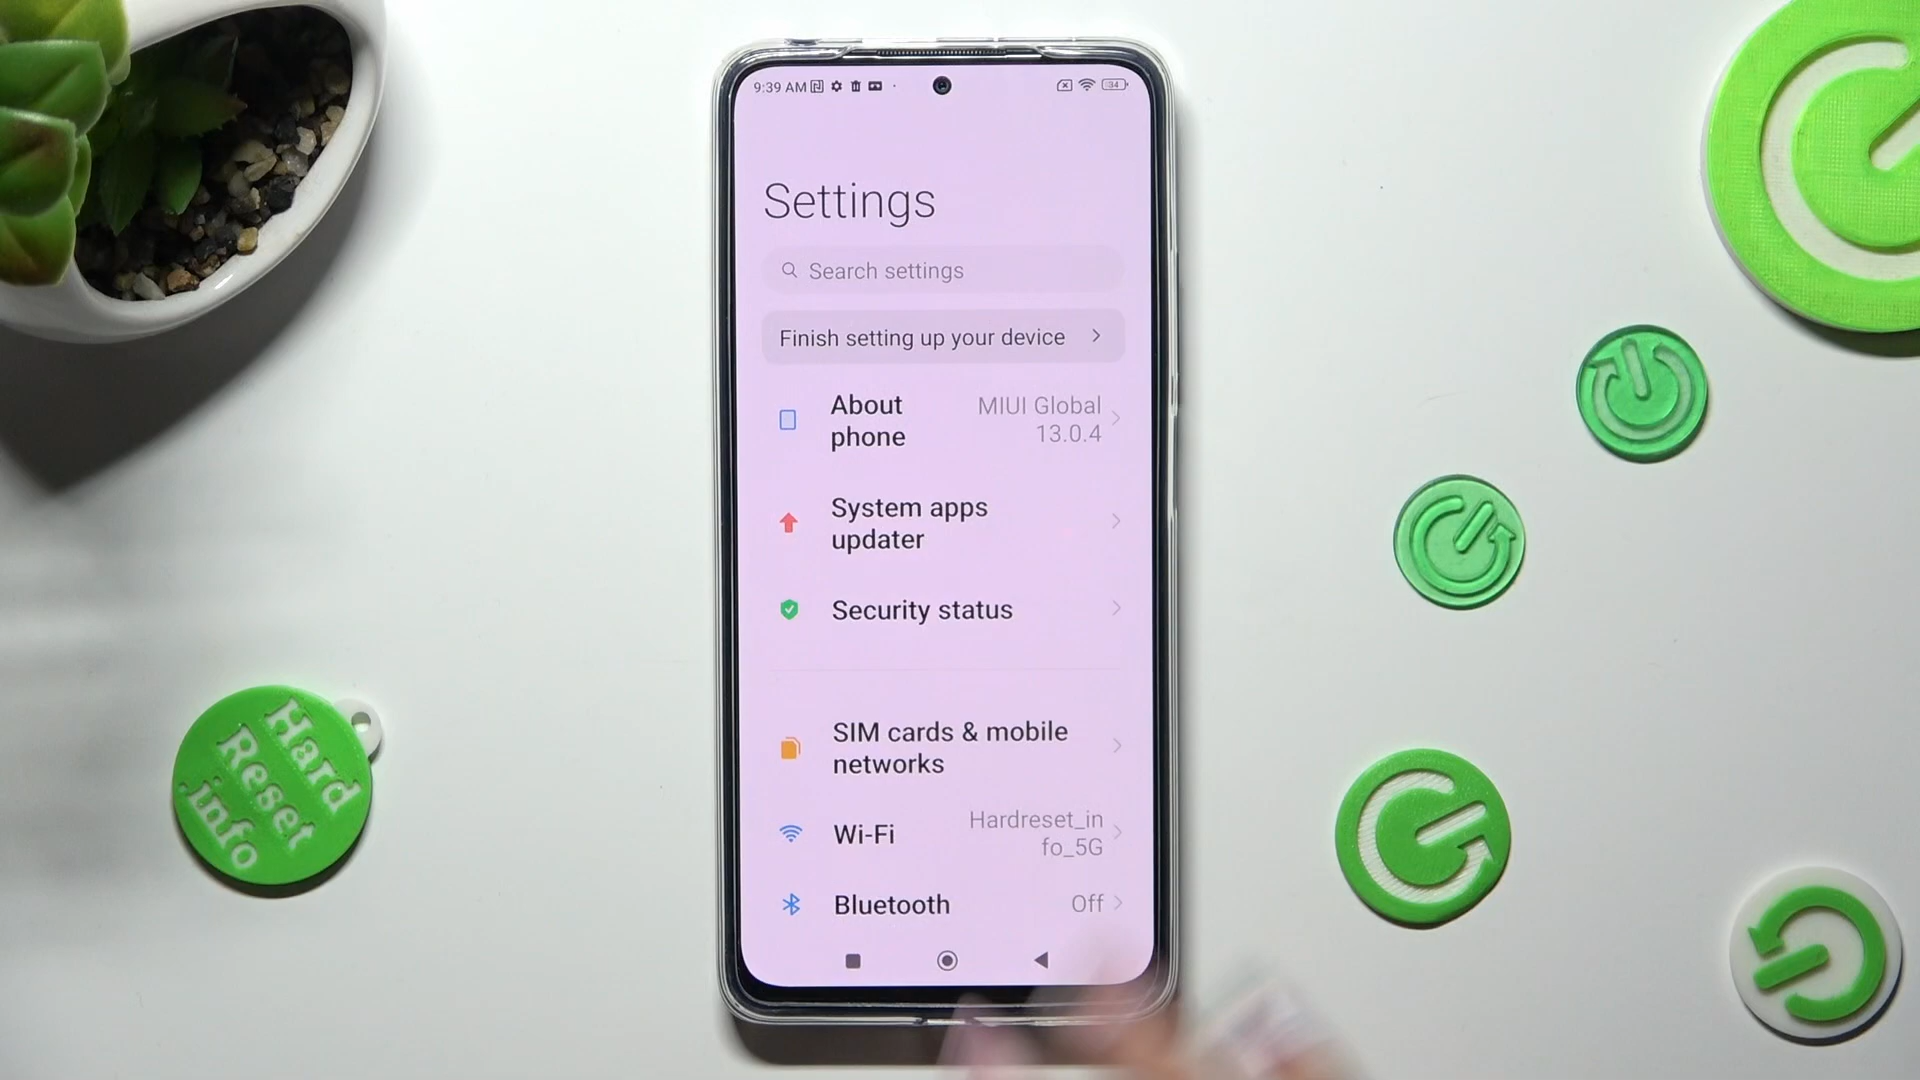 9:39 AM
34
Settings
Search settings
Finish setting up your device
About phone
MIUI Global 13.0.4
System apps updater
Security status
SIM cards & mobile networks
Wi-Fi
Hardreset_info_5G
Bluetooth
Off
Hard
Reset
.info